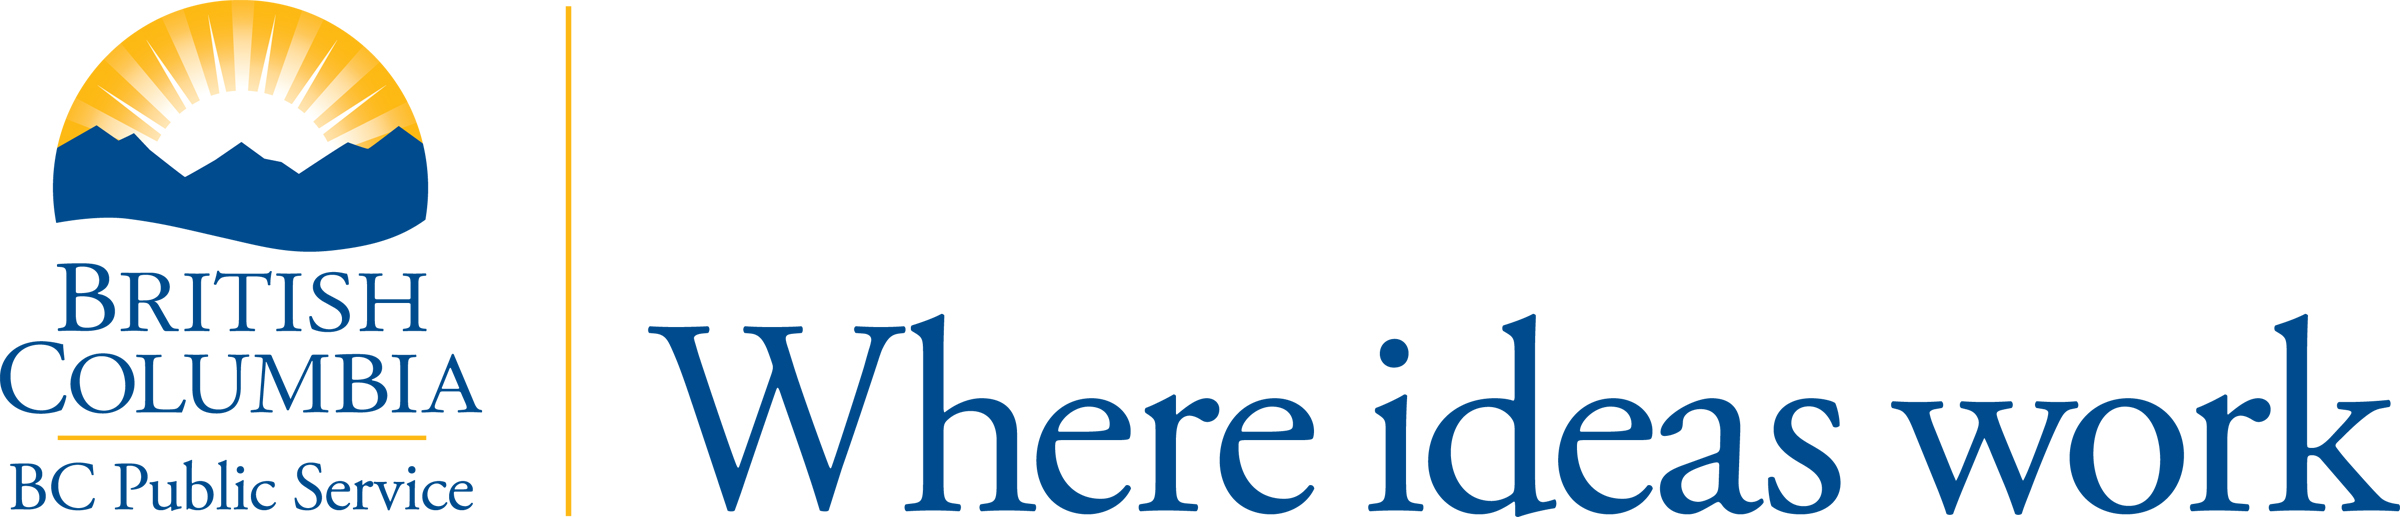 BRITISH
COLUMBIA
BC Public Service
Where ideas work